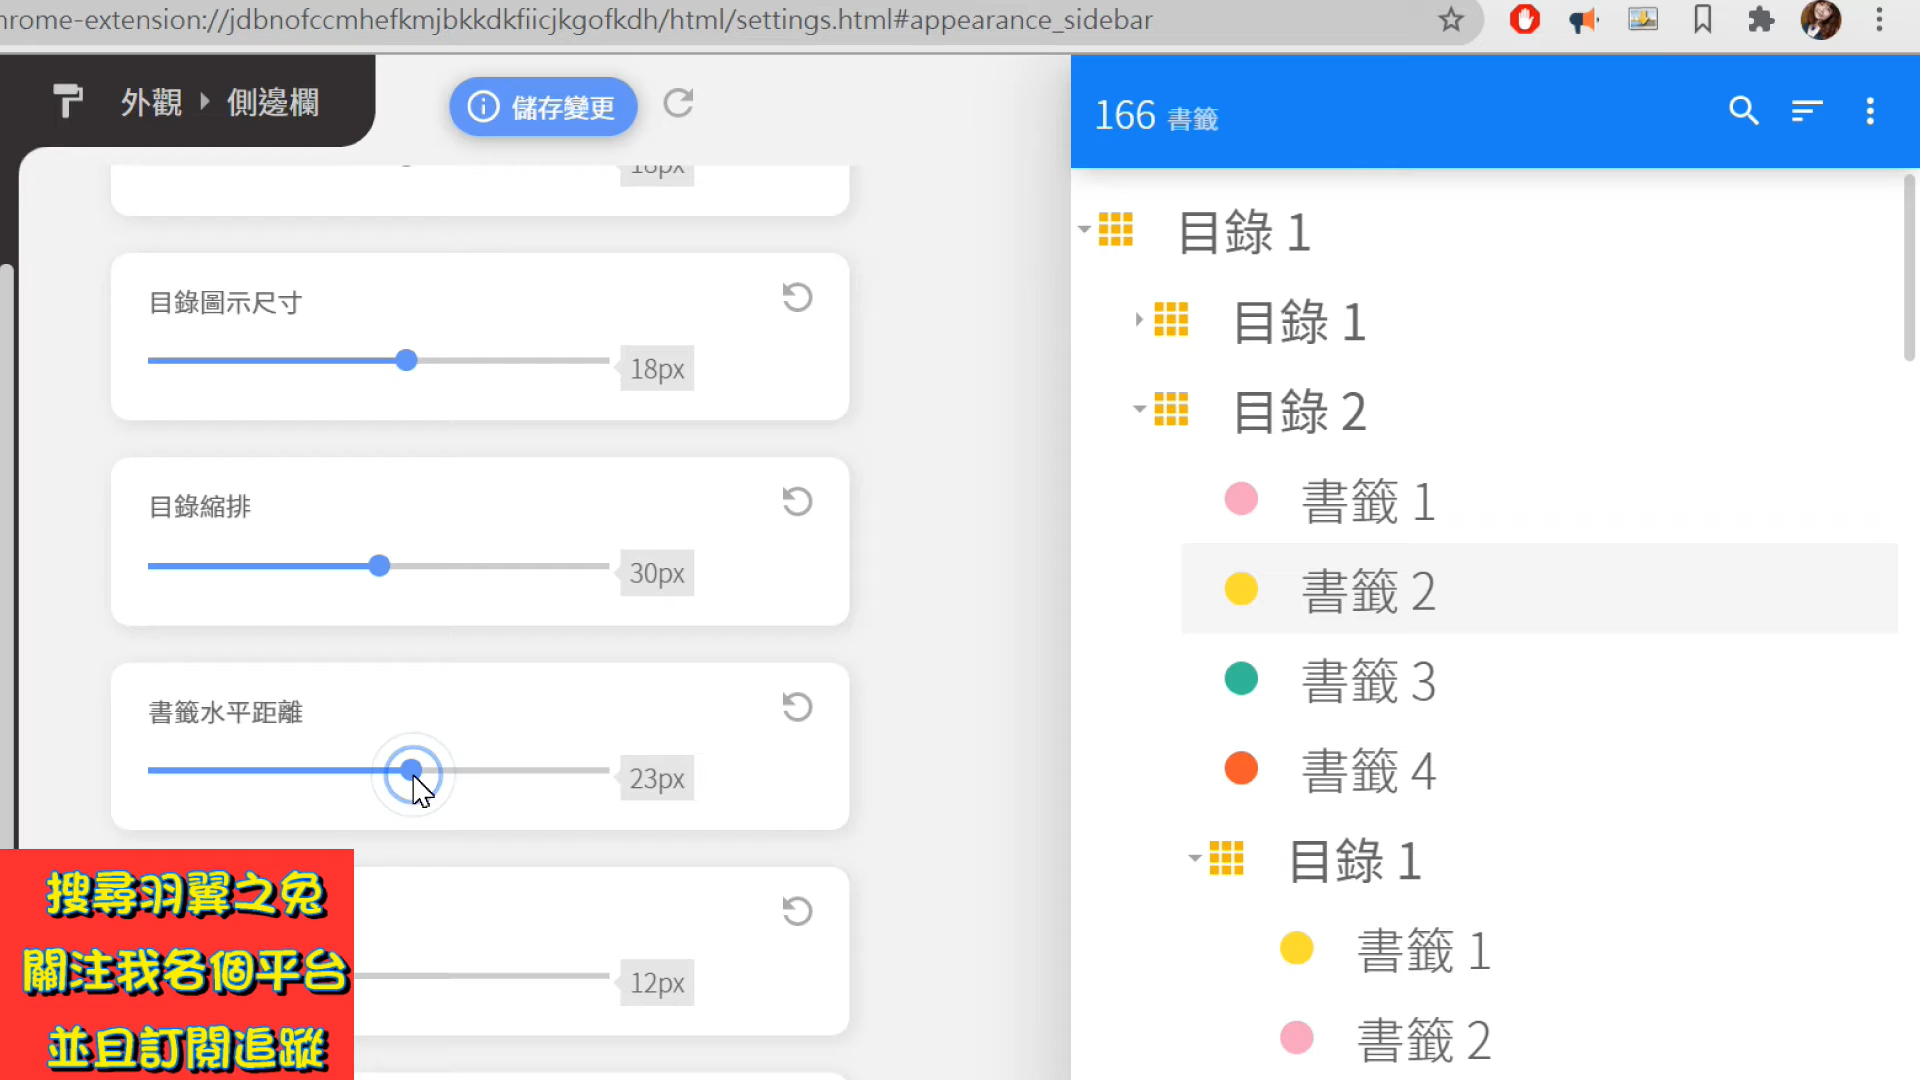 hrome-extension://jdbnofccmhefkmjbkkdkfiicjkgofkdh/html/settings.html#appearance_sidebar
外觀 側邊欄
儲存變更
18px
目錄圖示尺寸
18px
目錄縮排
30px
書籤水平距離
23px
12px
166 書籤
目錄 1
目錄 1
目錄 2
書籤 1
書籤 2
書籤 3
書籤 4
目錄 1
書籤 1
書籤 2
搜尋羽翼之兔
關注我各個平台
並且訂閱追蹤